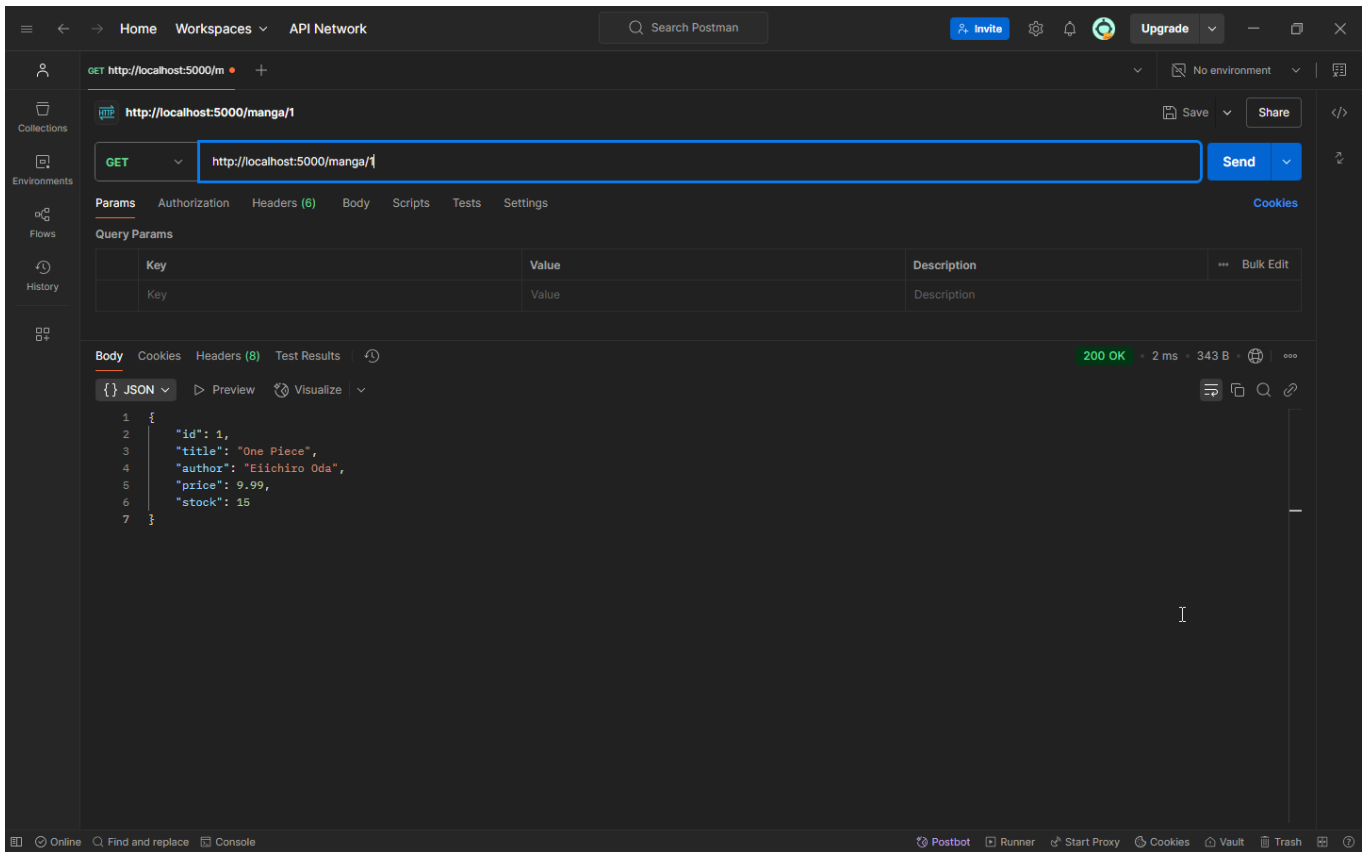 Home Workspaces API Network Search Postman Invite Upgrade
GET http://localhost:5000/m No environment
HTTP http://localhost:5000/manga/1 Save Share
Collections
GET http://localhost:5000/manga/1 Send
Environments
Params Authorization Headers (6) Body Scripts Tests Settings Cookies
Flows
Query Params
Key Value Description Bulk Edit
History
Key Value Description
Body Cookies Headers (8) Test Results 200 OK 2 ms 343 B
{} JSON Preview Visualize
1 {
2 "id": 1,
3 "title": "One Piece",
4 "author": "Eiichiro Oda",
5 "price": 9.99,
6 "stock": 15
7 }
Online Find and replace Console Postbot Runner Start Proxy Cookies Vault Trash